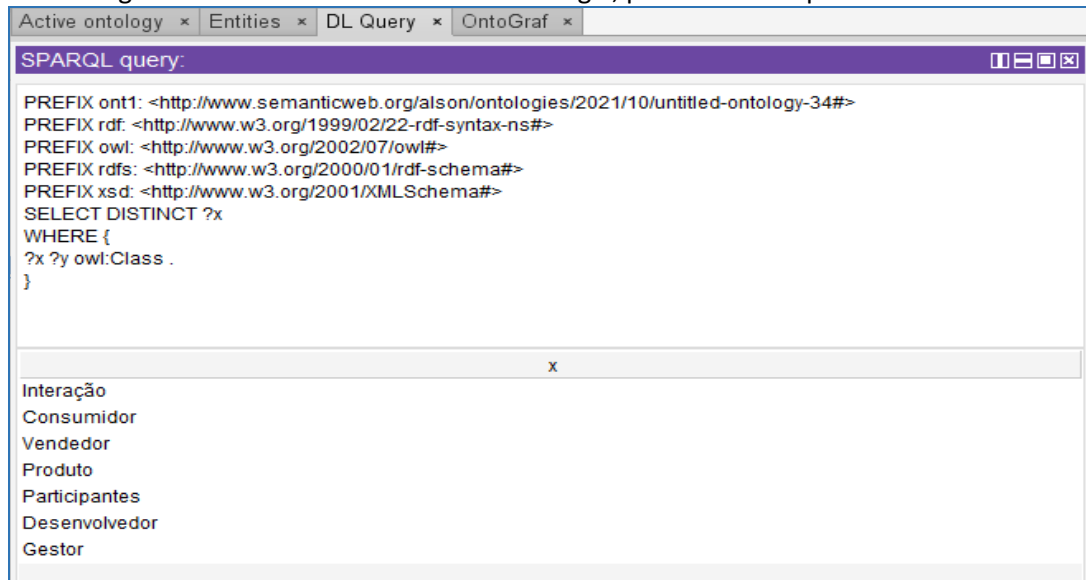 Active ontology × Entities × DL Query × OntoGraf ×
SPARQL query:
PREFIX ont1: <http://www.semanticweb.org/alson/ontologies/2021/10/untitled-ontology-34#>
PREFIX rdf: <http://www.w3.org/1999/02/22-rdf-syntax-ns#>
PREFIX owl: <http://www.w3.org/2002/07/owl#>
PREFIX rdfs: <http://www.w3.org/2000/01/rdf-schema#>
PREFIX xsd: <http://www.w3.org/2001/XMLSchema#>
SELECT DISTINCT ?x
WHERE {
?x ?y owl:Class .
}
x
Interação
Consumidor
Vendedor
Produto
Participantes
Desenvolvedor
Gestor